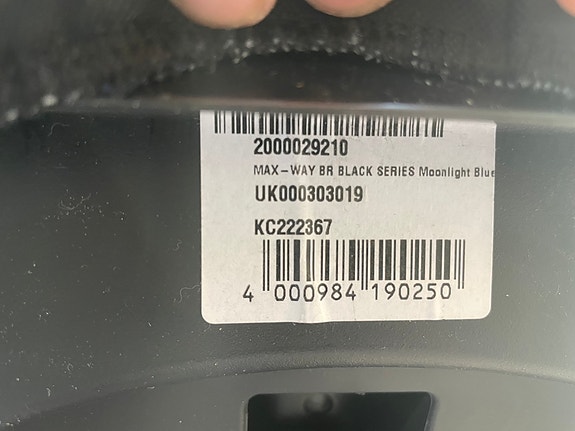 2000029210
MAX-WAY BR BLACK SERIES Moonlight Blue
UK000303019
KC222367
4 000984 190250